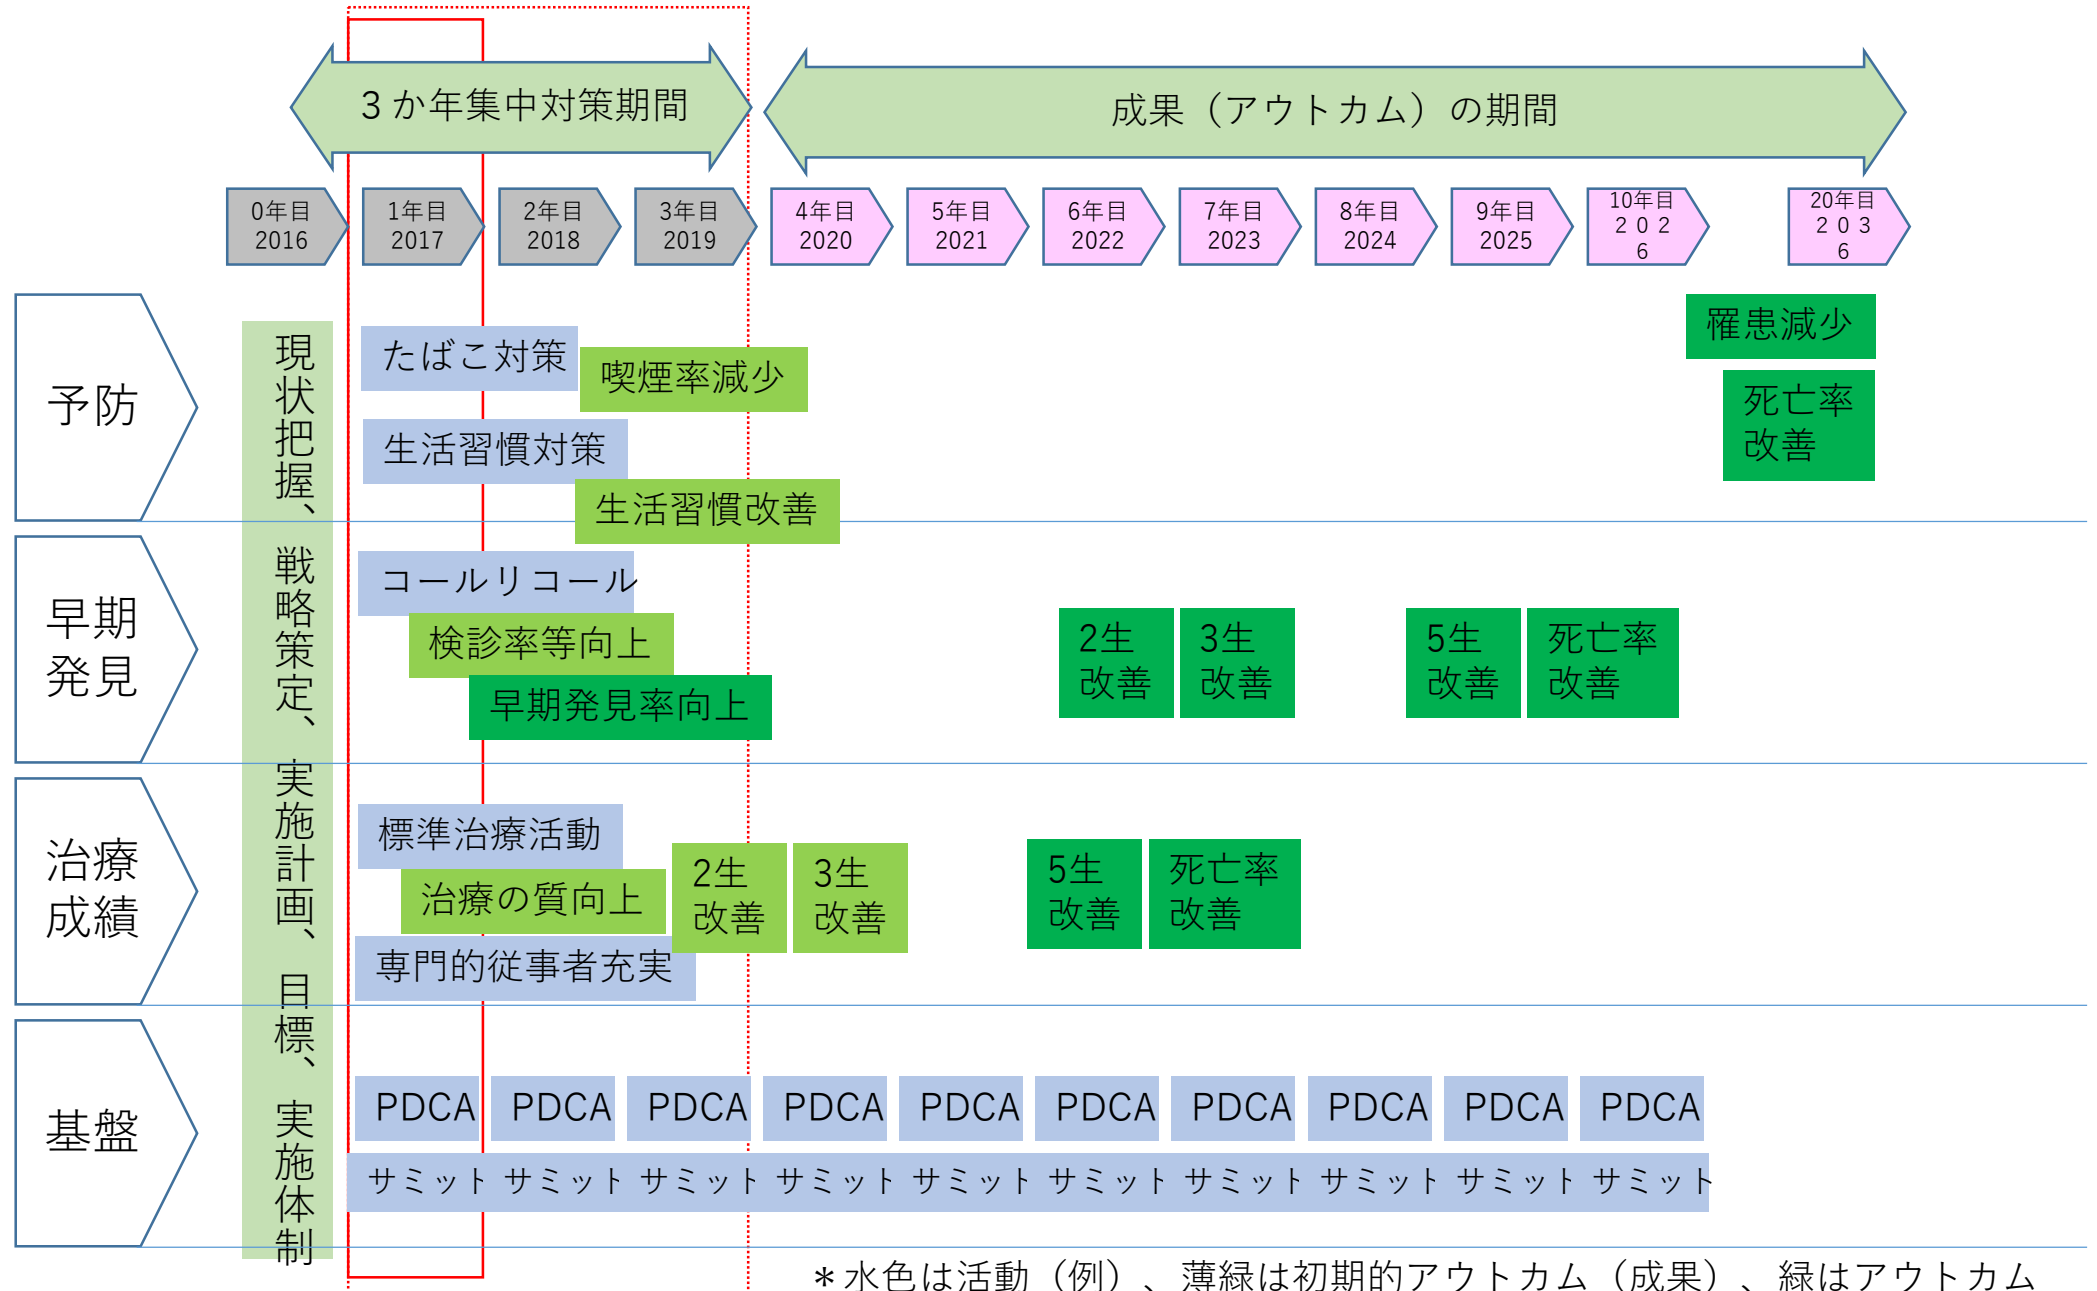 ３か年集中対策期間
成果（アウトカム）の期間
0年目
2016
1年目
2017
2年目
2018
3年目
2019
4年目
2020
5年目
2021
6年目
2022
7年目
2023
8年目
2024
9年目
2025
10年目
２０２
６
20年目
２０３
６
現状把握、戦略策定、実施計画、目標、実施体制
予防
たばこ対策
喫煙率減少
生活習慣対策
生活習慣改善
罹患減少
死亡率
改善
早期
発見
コールリコール
検診率等向上
早期発見率向上
2生
改善
3生
改善
5生
改善
死亡率
改善
治療
成績
標準治療活動
治療の質向上
専門的従事者充実
2生
改善
3生
改善
5生
改善
死亡率
改善
基盤
PDCA PDCA PDCA PDCA PDCA PDCA PDCA PDCA PDCA PDCA
サミット サミット サミット サミット サミット サミット サミット サミット サミット サミット
＊水色は活動（例）、薄緑は初期的アウトカム（成果）、緑はアウトカム